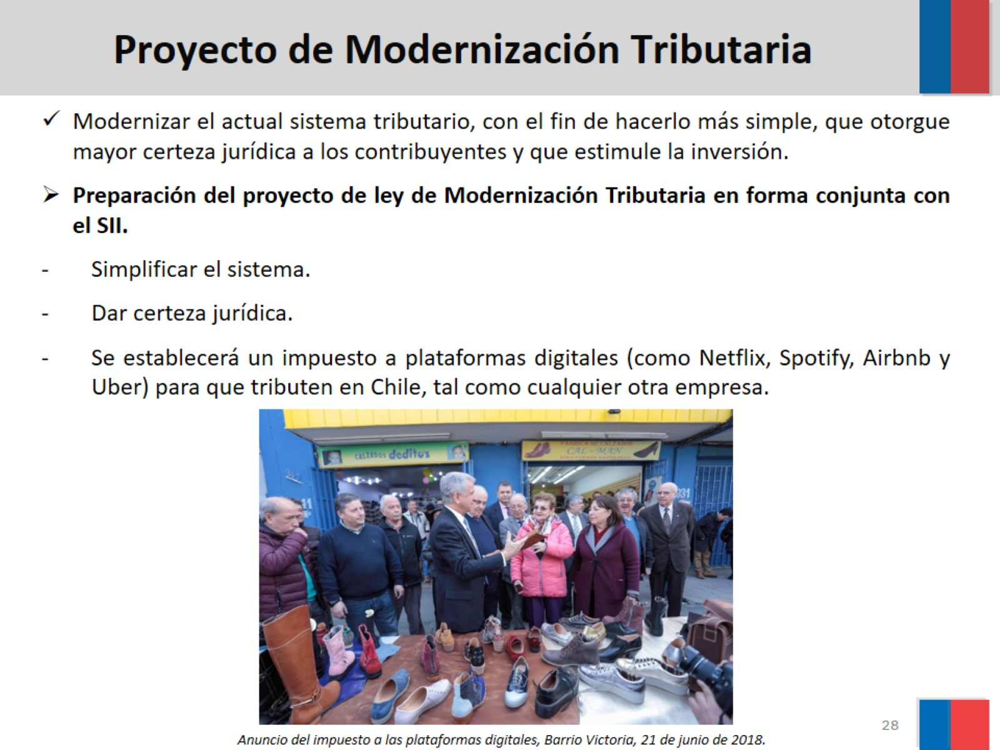 Proyecto de Modernización Tributaria
✓ Modernizar el actual sistema tributario, con el fin de hacerlo más simple, que otorgue
mayor certeza jurídica a los contribuyentes y que estimule la inversión.
➢ Preparación del proyecto de ley de Modernización Tributaria en forma conjunta con
el SII.
- Simplificar el sistema.
- Dar certeza jurídica.
- Se establecerá un impuesto a plataformas digitales (como Netflix, Spotify, Airbnb y
Uber) para que tributen en Chile, tal como cualquier otra empresa.
CALZADOS dedito's
FABRICA DE CALZADOS
CAL-MAN
931
28
Anuncio del impuesto a las plataformas digitales, Barrio Victoria, 21 de junio de 2018.